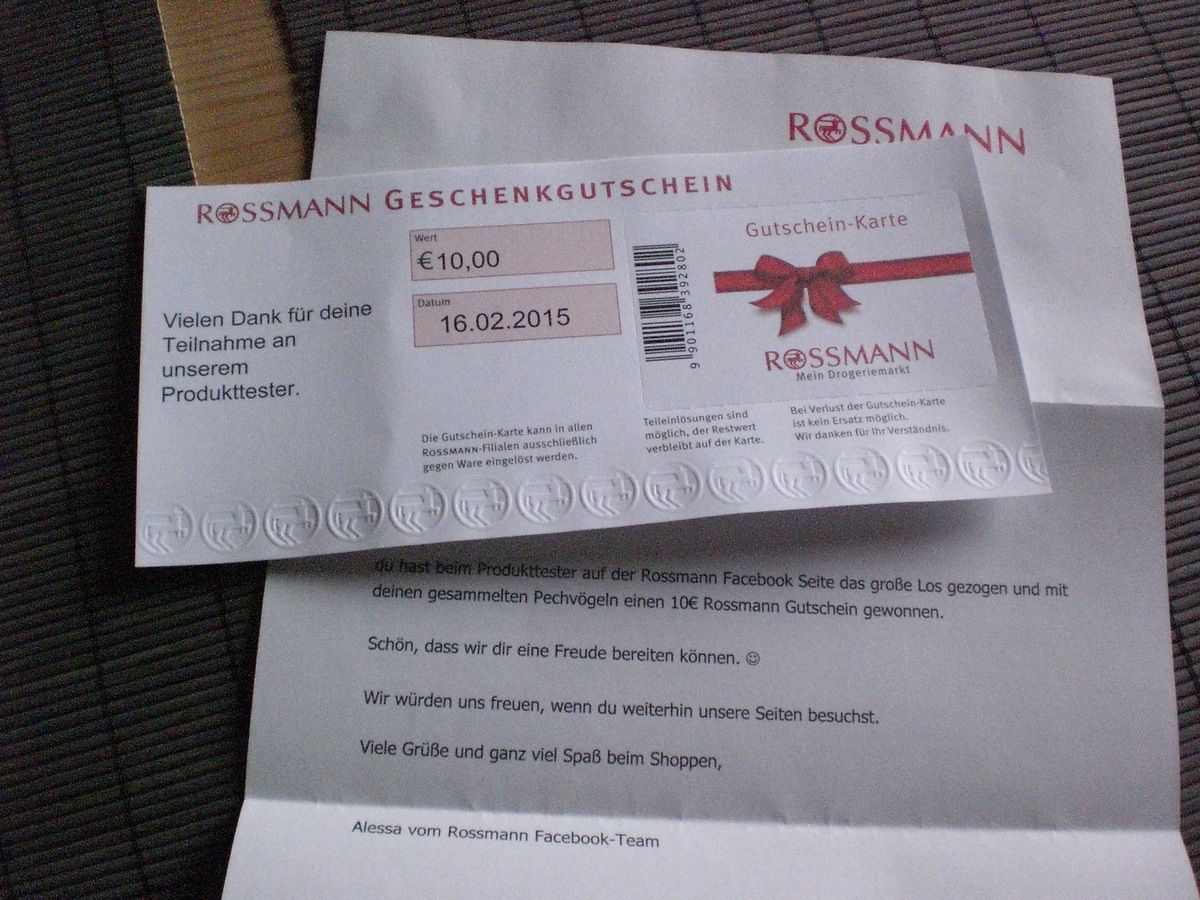 ROSSMANN
ROSSMANN GESCHENKGUTSCHEIN
Wert
€10,00
Datum
16.02.2015
Vielen Dank für deine
Teilnahme an
unserem
Produkttester.
Die Gutschein-Karte kann in allen
ROSSMANN-Filialen ausschließlich
gegen Ware eingelöst werden.
9901168392802
Gutschein-Karte
ROSSMANN
Mein Drogeriemarkt
Teileinlösungen sind
möglich, der Restwert
verbleibt auf der Karte.
Bei Verlust der Gutschein-Karte
ist kein Ersatz möglich.
Wir danken für Ihr Verständnis.
du hast beim Produkttester auf der Rossmann Facebook Seite das große Los gezogen und mit
deinen gesammelten Pechvögeln einen 10€ Rossmann Gutschein gewonnen.
Schön, dass wir dir eine Freude bereiten können. ☺
Wir würden uns freuen, wenn du weiterhin unsere Seiten besuchst.
Viele Grüße und ganz viel Spaß beim Shoppen,
Alessa vom Rossmann Facebook-Team